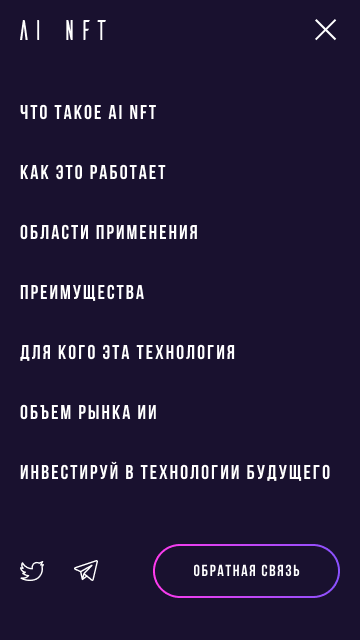 AI NFT
ЧТО ТАКОЕ AI NFT
КАК ЭТО РАБОТАЕТ
ОБЛАСТИ ПРИМЕНЕНИЯ
ПРЕИМУЩЕСТВА
ДЛЯ КОГО ЭТА ТЕХНОЛОГИЯ
ОБЪЕМ РЫНКА ИИ
ИНВЕСТИРУЙ В ТЕХНОЛОГИИ БУДУЩЕГО
ОБРАТНАЯ СВЯЗЬ